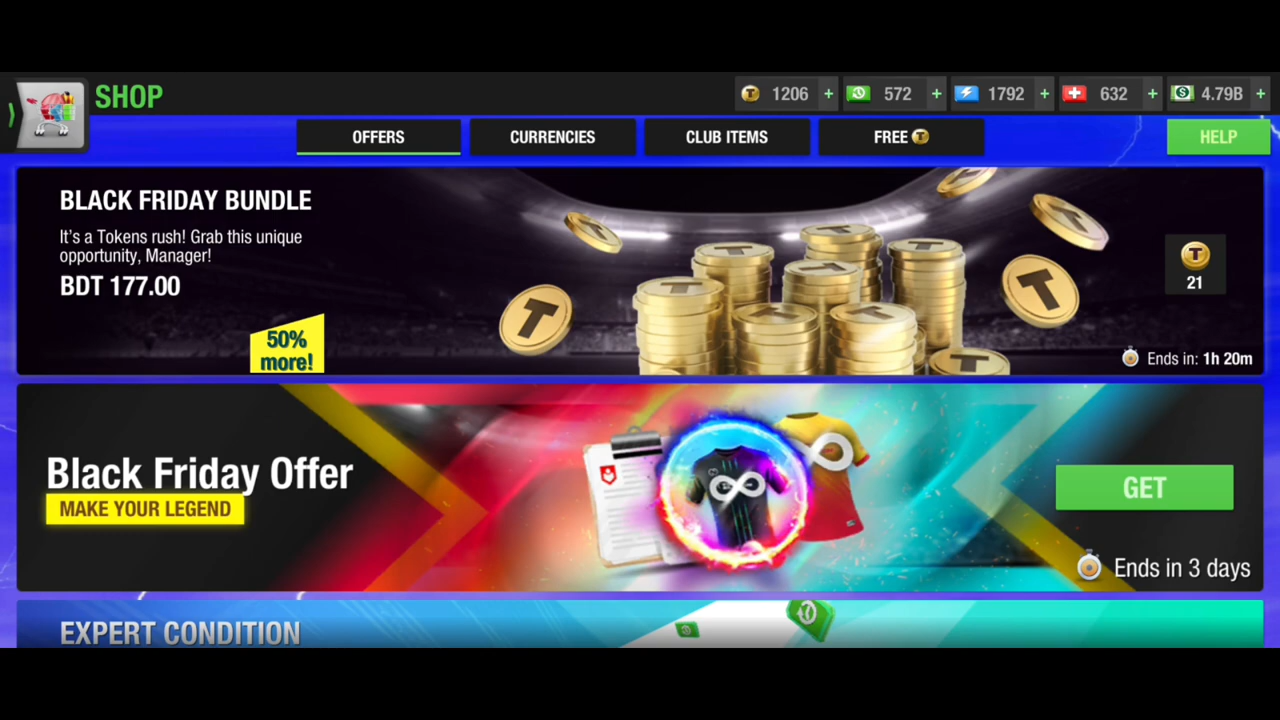 SHOP
1206 +
572 +
1792 +
632 +
4.79B +
OFFERS
CURRENCIES
CLUB ITEMS
FREE
HELP
BLACK FRIDAY BUNDLE
It's a Tokens rush! Grab this unique
opportunity, Manager!
BDT 177.00
50%
more!
21
Ends in: 1h 20m
Black Friday Offer
MAKE YOUR LEGEND
GET
Ends in 3 days
EXPERT CONDITION